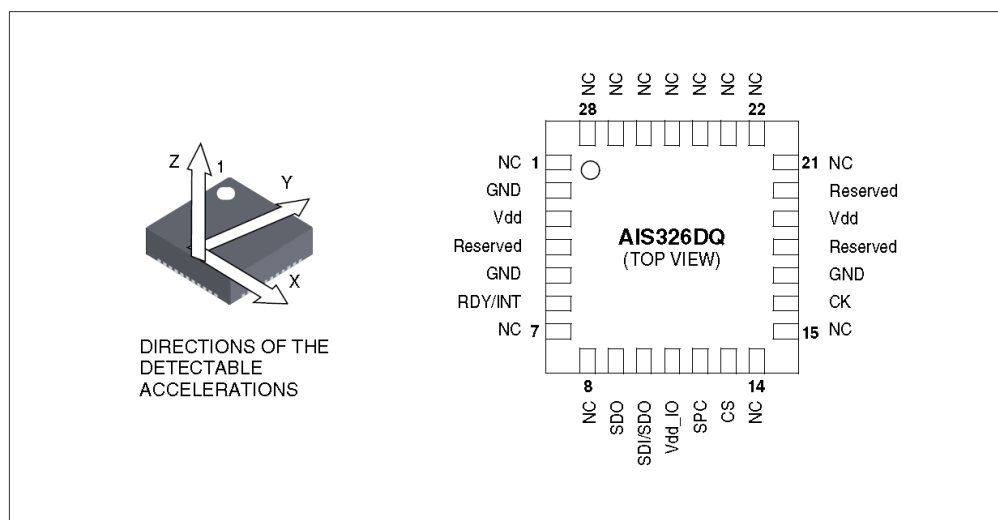 Z
1
Y
X
DIRECTIONS OF THE
DETECTABLE
ACCELERATIONS
NC NC NC NC NC NC NC
28 22
NC 1
GND
Vdd
Reserved
GND
RDY/INT
NC 7
AIS326DQ
(TOP VIEW)
21 NC
Reserved
Vdd
Reserved
GND
CK
15 NC
8 14
NC SDO SDI/SDO Vdd_IO SPC CS NC